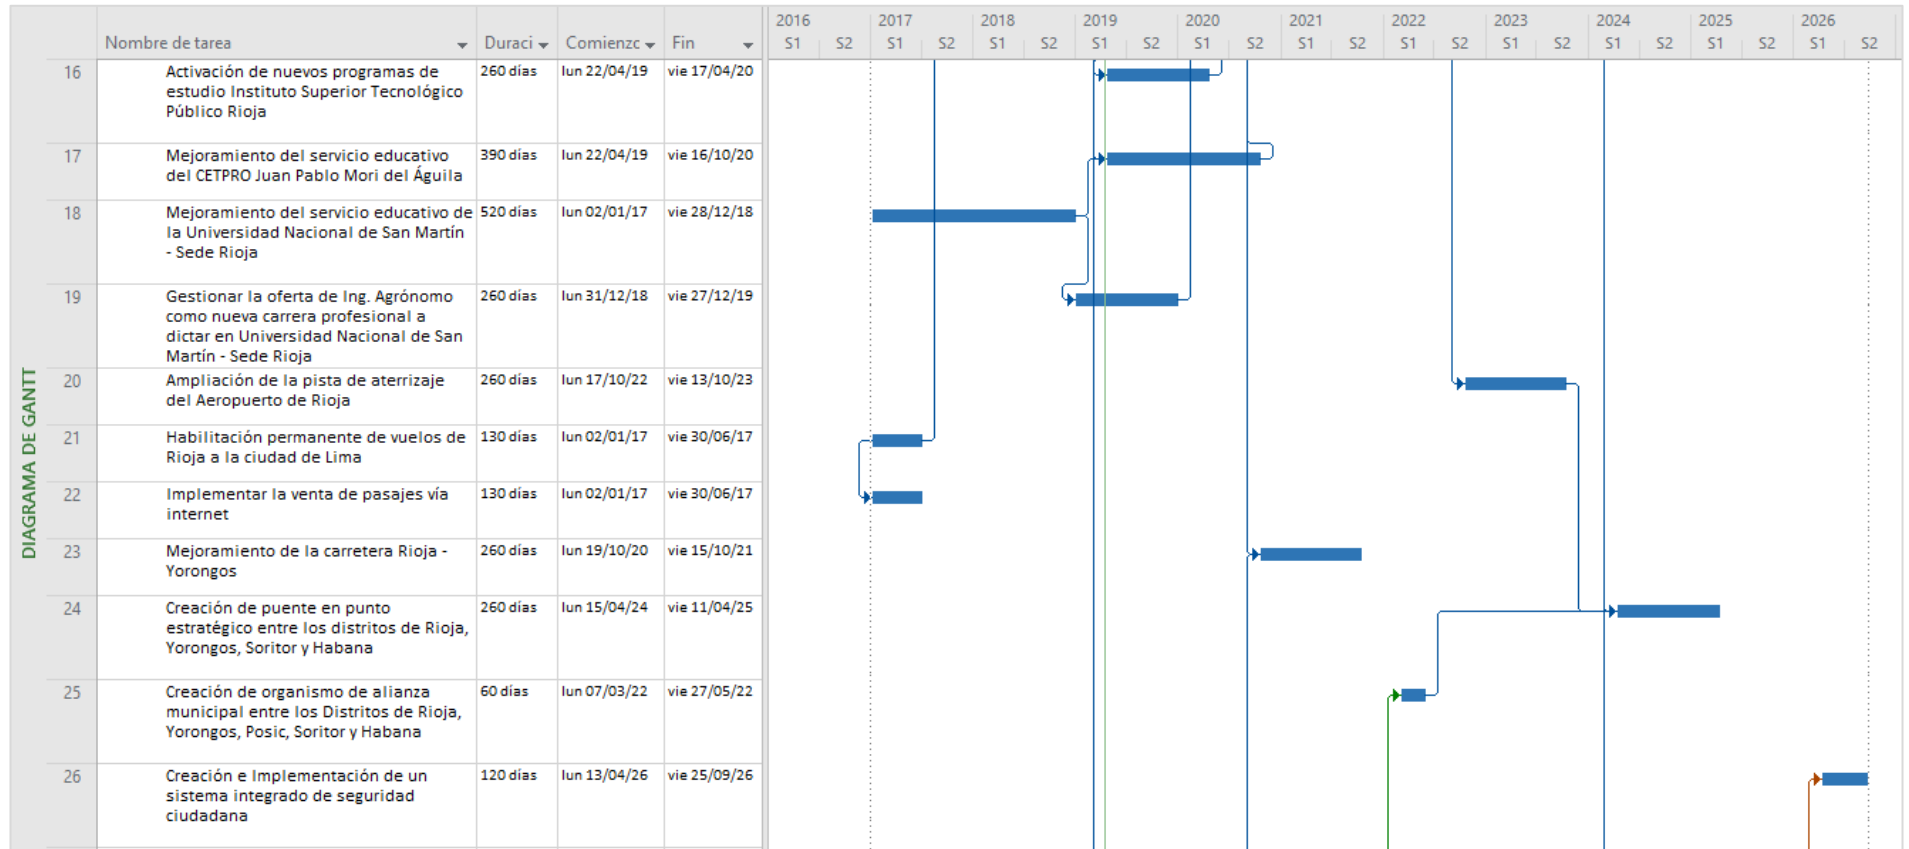 DIAGRAMA DE GANTT
Nombre de tarea Duraci Comienzc Fin
2016 2017 2018 2019 2020 2021 2022 2023 2024 2025 2026
S1 S2 S1 S2 S1 S2 S1 S2 S1 S2 S1 S2 S1 S2 S1 S2 S1 S2 S1 S2 S1 S2
16 Activación de nuevos programas de 260 días lun 22/04/19 vie 17/04/20
estudio Instituto Superior Tecnológico
Público Rioja
17 Mejoramiento del servicio educativo 390 días lun 22/04/19 vie 16/10/20
del CETPRO Juan Pablo Mori del Águila
18 Mejoramiento del servicio educativo de 520 días lun 02/01/17 vie 28/12/18
la Universidad Nacional de San Martín
- Sede Rioja
19 Gestionar la oferta de Ing. Agrónomo 260 días lun 31/12/18 vie 27/12/19
como nueva carrera profesional a
dictar en Universidad Nacional de San
Martín - Sede Rioja
20 Ampliación de la pista de aterrizaje 260 días lun 17/10/22 vie 13/10/23
del Aeropuerto de Rioja
21 Habilitación permanente de vuelos de 130 días lun 02/01/17 vie 30/06/17
Rioja a la ciudad de Lima
22 Implementar la venta de pasajes vía 130 días lun 02/01/17 vie 30/06/17
internet
23 Mejoramiento de la carretera Rioja - 260 días lun 19/10/20 vie 15/10/21
Yorongos
24 Creación de puente en punto 260 días lun 15/04/24 vie 11/04/25
estratégico entre los distritos de Rioja,
Yorongos, Soritor y Habana
25 Creación de organismo de alianza 60 días lun 07/03/22 vie 27/05/22
municipal entre los Distritos de Rioja,
Yorongos, Posic, Soritor y Habana
26 Creación e Implementación de un 120 días lun 13/04/26 vie 25/09/26
sistema integrado de seguridad
ciudadana